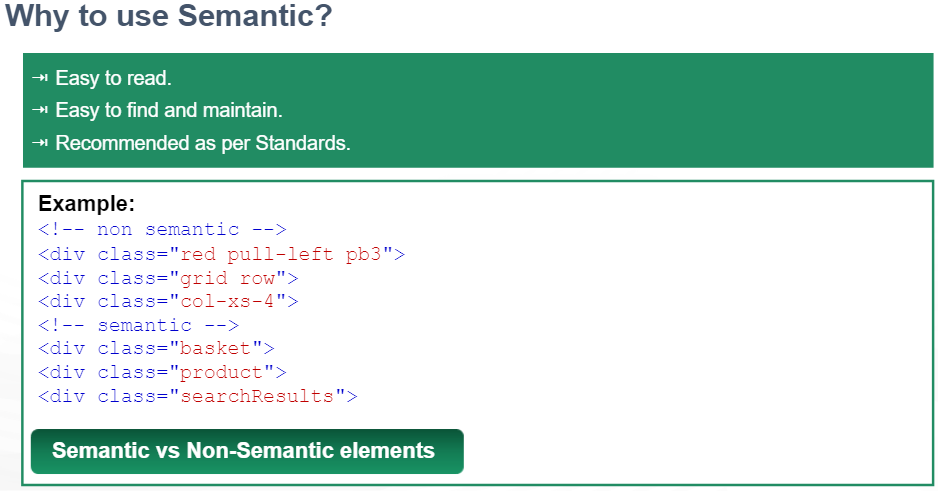 Why to use Semantic?
⇥ Easy to read.
⇥ Easy to find and maintain.
⇥ Recommended as per Standards.
Example:
<!-- non semantic -->
<div class="red pull-left pb3">
<div class="grid row">
<div class="col-xs-4">
<!-- semantic -->
<div class="basket">
<div class="product">
<div class="searchResults">
Semantic vs Non-Semantic elements